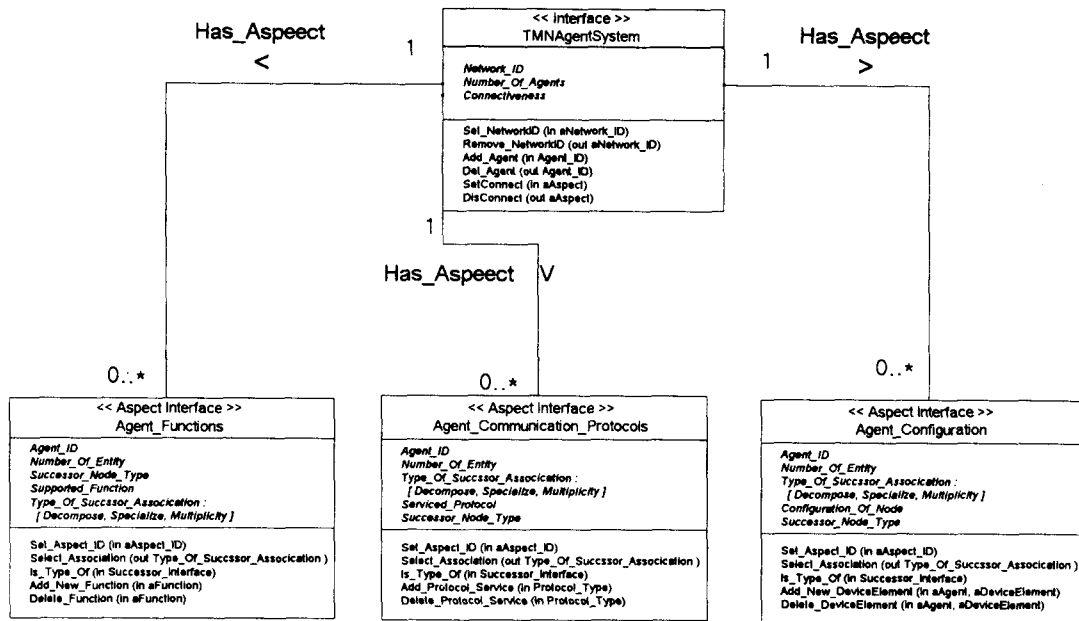 << Interface >>
TMNAgentSystem
Network_ID
Number_Of_Agents
Connectiveness
Set_NetworkID (in aNetwork_ID)
Remove_NetworkID (out aNetwork_ID)
Add_Agent (in Agent_ID)
Del_Agent (out Agent_ID)
SetConnect (in aAspect)
DisConnect (out aAspect)
Has_Aspeect
<
1
Has_Aspeect
1
>
1
Has_Aspeect V
0..*
0..*
0..*
<< Aspect Interface >>
Agent_Functions
Agent_ID
Number_Of_Entity
Successor_Node_Type
Supported_Function
Type_Of_Succssor_Assocication :
[ Decompose, Specialize, Multiplicity ]
Set_Aspect_ID (in aAspect_ID)
Select_Association (out Type_Of_Succssor_Assocication )
Is_Type_Of (in Successor_Interface)
Add_New_Function (in aFunction)
Delete_Function (in aFunction)
<< Aspect Interface >>
Agent_Communication_Protocols
Agent_ID
Number_Of_Entity
Type_Of_Succssor_Assocication :
[ Decompose, Specialize, Multiplicity ]
Serviced_Protocol
Successor_Node_Type
Set_Aspect_ID (in aAspect_ID)
Select_Association (out Type_Of_Succssor_Assocication )
Is_Type_Of (in Successor_Interface)
Add_Protocol_Service (in Protocol_Type)
Delete_Protocol_Service (in Protocol_Type)
<< Aspect Interface >>
Agent_Configuration
Agent_ID
Number_Of_Entity
Type_Of_Succssor_Assocication :
[ Decompose, Specialize, Multiplicity ]
Configuration_Of_Node
Successor_Node_Type
Set_Aspect_ID (in aAspect_ID)
Select_Association (out Type_Of_Succssor_Assocication )
Is_Type_Of (in Successor_Interface)
Add_New_DeviceElement (in aAgent, aDeviceElement)
Delete_DeviceElement (in aAgent, aDeviceElement)